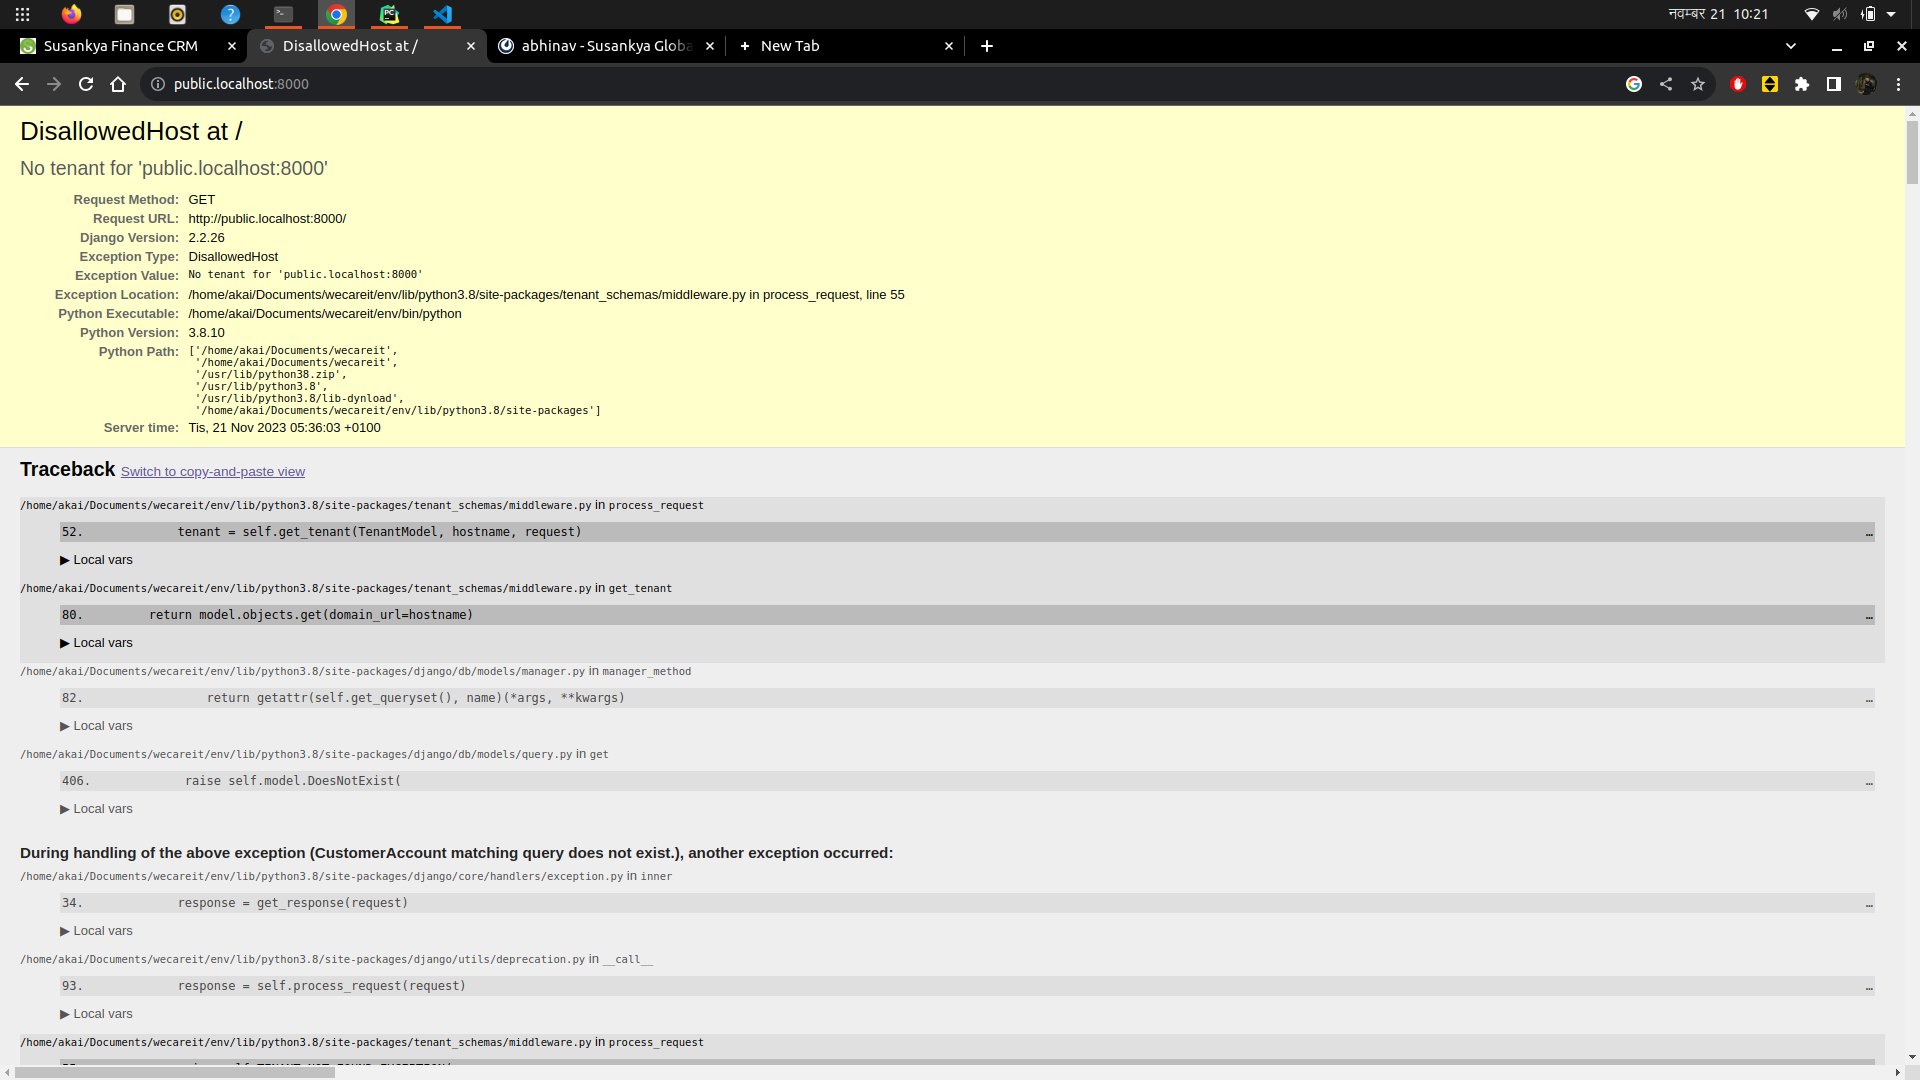 नवम्बर 21 10:21
Susankya Finance CRM
DisallowedHost at /
abhinav - Susankya Globa
New Tab
public.localhost:8000
DisallowedHost at /
No tenant for 'public.localhost:8000'
Request Method: GET
Request URL: http://public.localhost:8000/
Django Version: 2.2.26
Exception Type: DisallowedHost
Exception Value: No tenant for 'public.localhost:8000'
Exception Location: /home/akai/Documents/wecareit/env/lib/python3.8/site-packages/tenant_schemas/middleware.py in process_request, line 55
Python Executable: /home/akai/Documents/wecareit/env/bin/python
Python Version: 3.8.10
Python Path: ['/home/akai/Documents/wecareit',
'/home/akai/Documents/wecareit',
'/usr/lib/python38.zip',
'/usr/lib/python3.8',
'/usr/lib/python3.8/lib-dynload',
'/home/akai/Documents/wecareit/env/lib/python3.8/site-packages']
Server time: Tis, 21 Nov 2023 05:36:03 +0100
Traceback Switch to copy-and-paste view
/home/akai/Documents/wecareit/env/lib/python3.8/site-packages/tenant_schemas/middleware.py in process_request
52. tenant = self.get_tenant(TenantModel, hostname, request) …
▶ Local vars
/home/akai/Documents/wecareit/env/lib/python3.8/site-packages/tenant_schemas/middleware.py in get_tenant
80. return model.objects.get(domain_url=hostname) …
▶ Local vars
/home/akai/Documents/wecareit/env/lib/python3.8/site-packages/django/db/models/manager.py in manager_method
82. return getattr(self.get_queryset(), name)(*args, **kwargs) …
▶ Local vars
/home/akai/Documents/wecareit/env/lib/python3.8/site-packages/django/db/models/query.py in get
406. raise self.model.DoesNotExist( …
▶ Local vars
During handling of the above exception (CustomerAccount matching query does not exist.), another exception occurred:
/home/akai/Documents/wecareit/env/lib/python3.8/site-packages/django/core/handlers/exception.py in inner
34. response = get_response(request) …
▶ Local vars
/home/akai/Documents/wecareit/env/lib/python3.8/site-packages/django/utils/deprecation.py in __call__
93. response = self.process_request(request) …
▶ Local vars
/home/akai/Documents/wecareit/env/lib/python3.8/site-packages/tenant_schemas/middleware.py in process_request